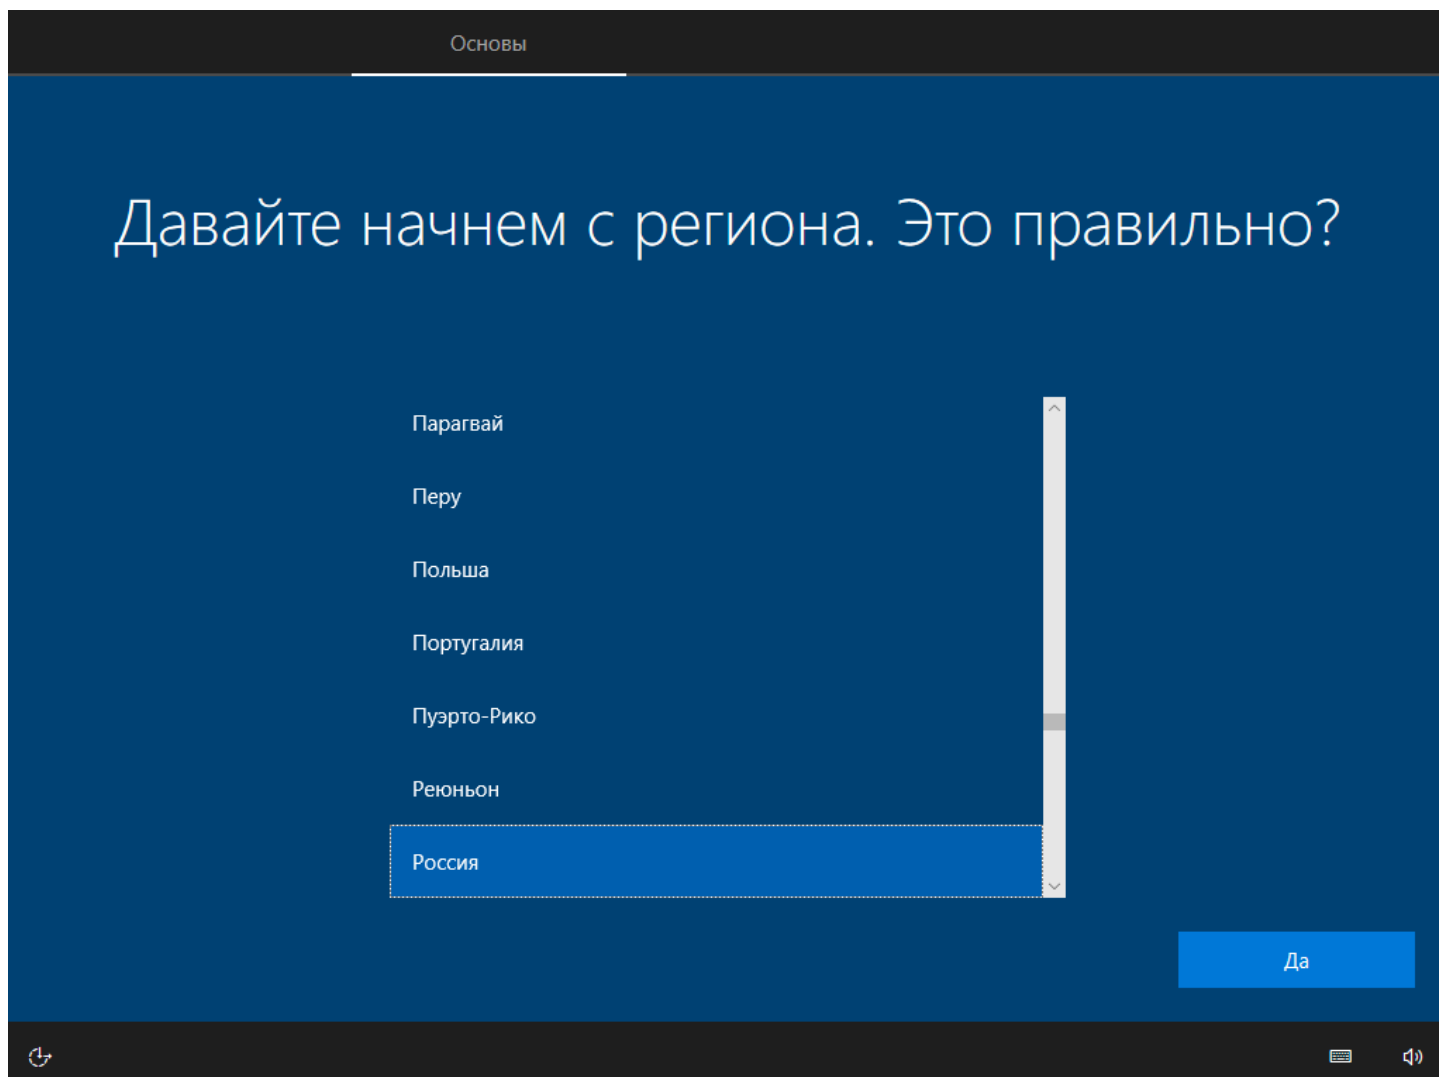 Основы
Давайте начнем с региона. Это правильно?
Парагвай
Перу
Польша
Португалия
Пуэрто-Рико
Реюньон
Россия
Да